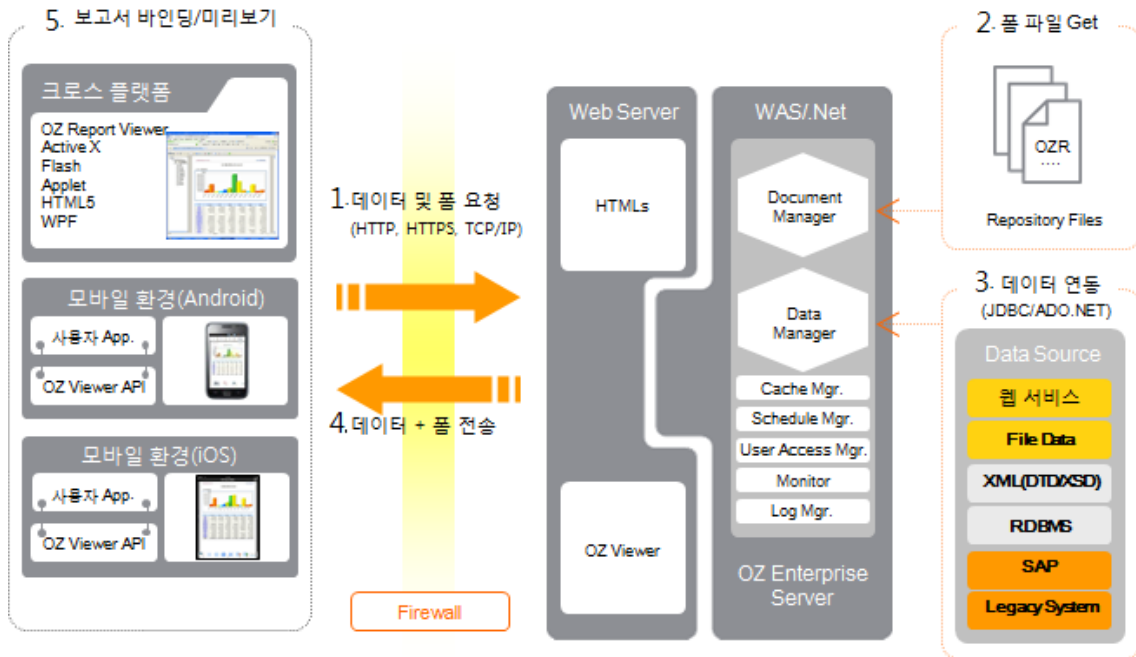 5. 보고서 바인딩/미리보기
크로스 플랫폼
OZ Report Viewer
Active X
Flash
Applet
HTML5
WPF
모바일 환경(Android)
사용자 App.
OZ Viewer API
모바일 환경(iOS)
사용자 App.
OZ Viewer API
1.데이터 및 폼 요청
(HTTP, HTTPS, TCP/IP)
4.데이터 + 폼 전송
Firewall
Web Server
HTMLs
OZ Viewer
WAS/.Net
Document
Manager
Data
Manager
Cache Mgr.
Schedule Mgr.
User Access Mgr.
Monitor
Log Mgr.
OZ Enterprise
Server
2. 폼 파일 Get
OZR
....
Repository Files
3. 데이터 연동
(JDBC/ADO.NET)
Data Source
웹 서비스
File Data
XML(DTD/XSD)
RDBMS
SAP
Legacy System